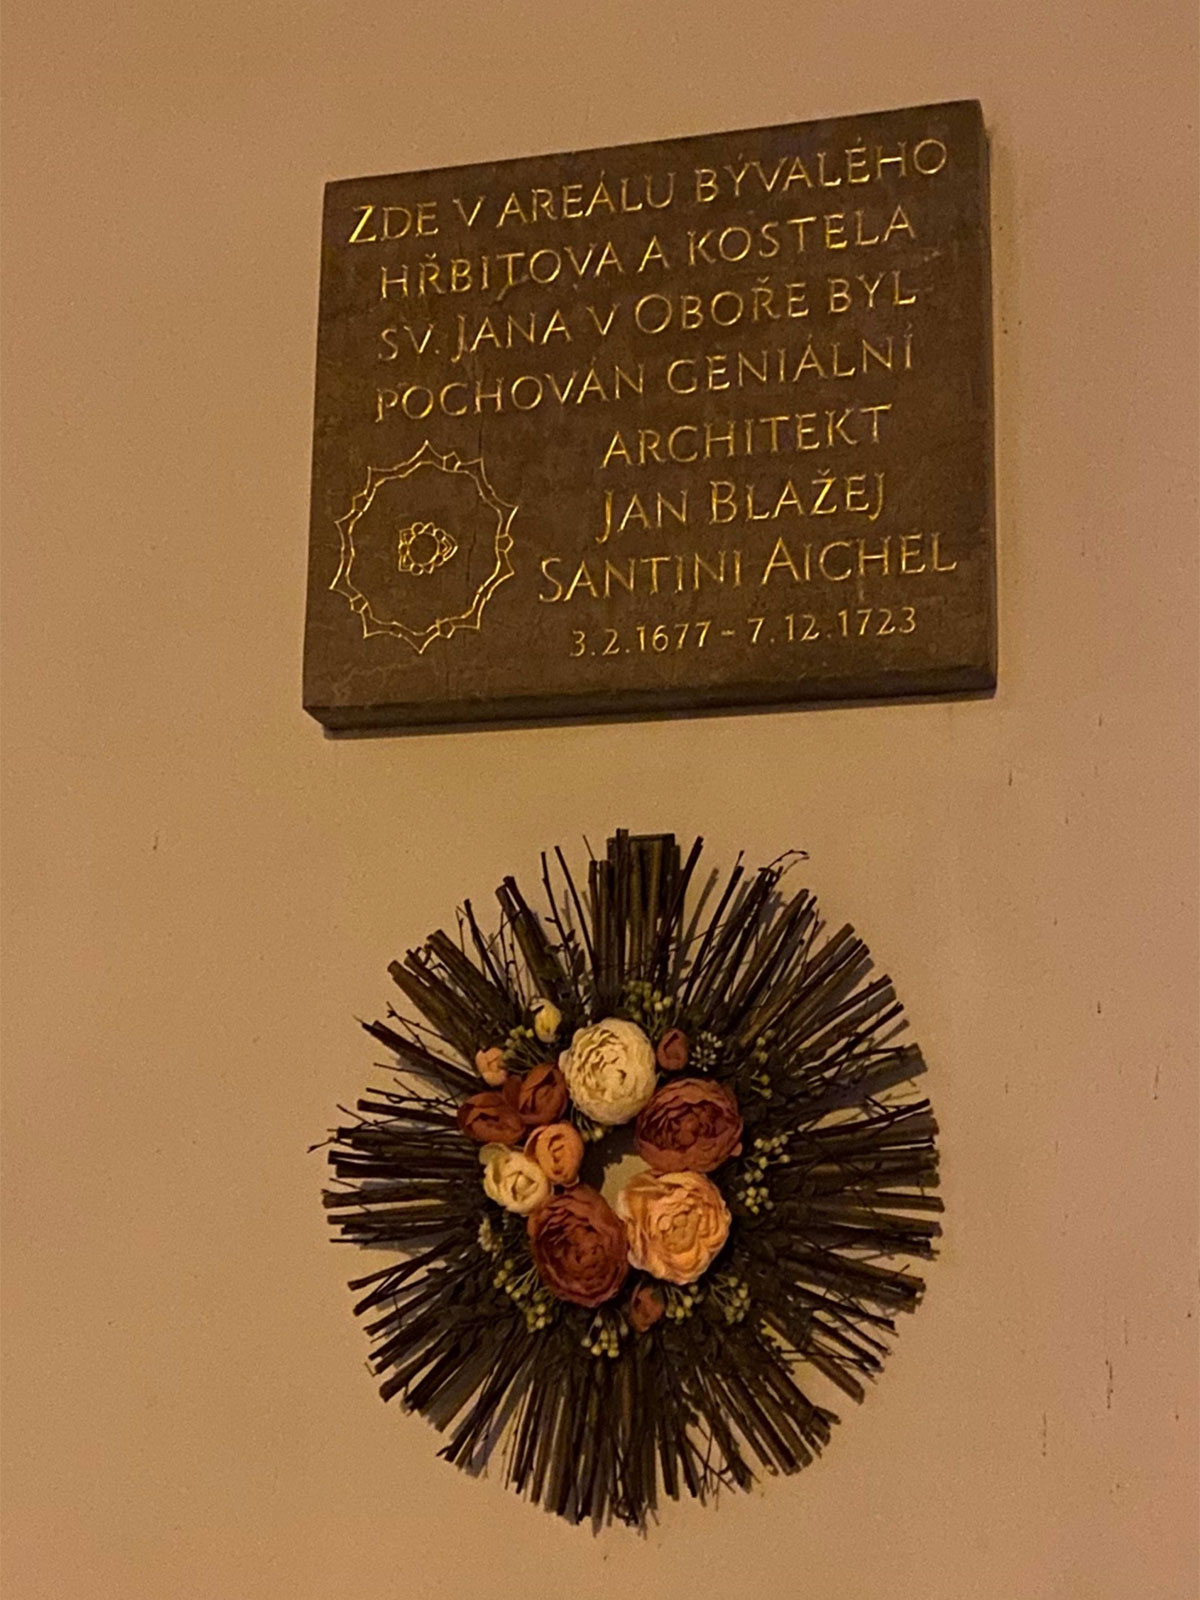 Zde v areálu bývalého
hřbitova a kostela
sv. Jana v Oboře byl
pochován geniální
architekt
Jan Blažej
Santini Aichel
3.2.1677 - 7.12.1723